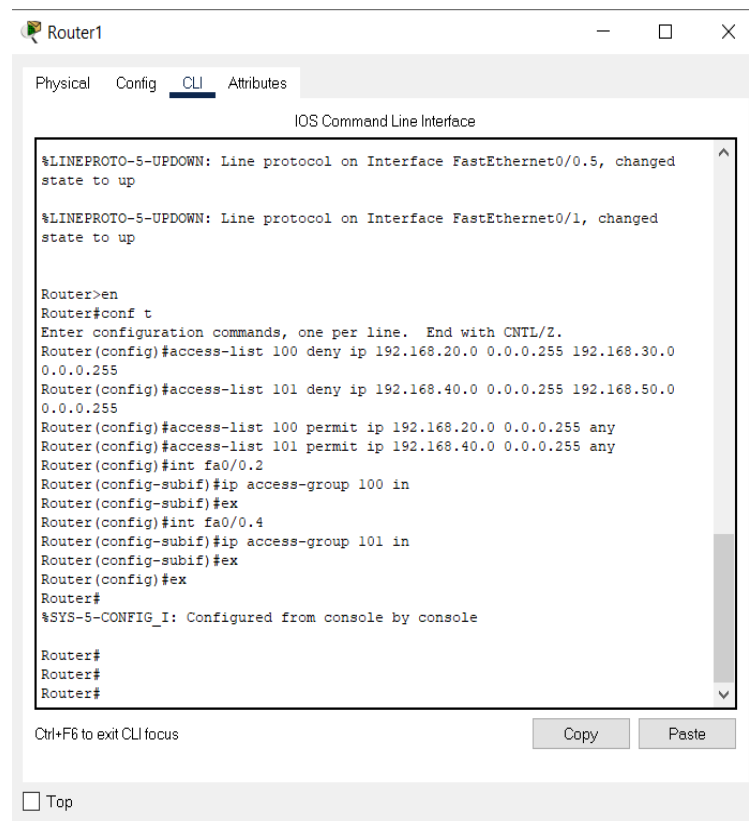 Router1
Physical Config CLI Attributes
IOS Command Line Interface
%LINEPROTO-5-UPDOWN: Line protocol on Interface FastEthernet0/0.5, changed
state to up
%LINEPROTO-5-UPDOWN: Line protocol on Interface FastEthernet0/1, changed
state to up
Router>en
Router#conf t
Enter configuration commands, one per line.  End with CNTL/Z.
Router(config)#access-list 100 deny ip 192.168.20.0 0.0.0.255 192.168.30.0
0.0.0.255
Router(config)#access-list 101 deny ip 192.168.40.0 0.0.0.255 192.168.50.0
0.0.0.255
Router(config)#access-list 100 permit ip 192.168.20.0 0.0.0.255 any
Router(config)#access-list 101 permit ip 192.168.40.0 0.0.0.255 any
Router(config)#int fa0/0.2
Router(config-subif)#ip access-group 100 in
Router(config-subif)#ex
Router(config)#int fa0/0.4
Router(config-subif)#ip access-group 101 in
Router(config-subif)#ex
Router(config)#ex
Router#
%SYS-5-CONFIG_I: Configured from console by console
Router#
Router#
Router#
Ctrl+F6 to exit CLI focus
Copy Paste
Top